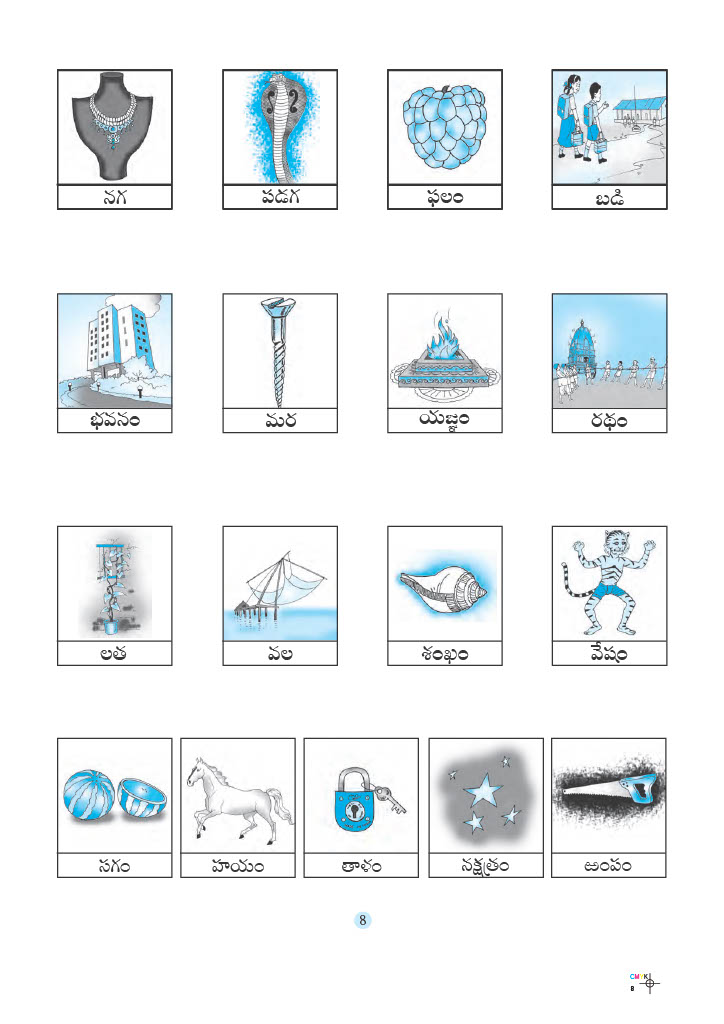 నగ
పడగ
ఫలం
బడి
భవనం
మర
యజ్ఞం
రథం
లత
వల
శంఖం
వేషం
సగం
హయం
తాళం
నక్షత్రం
ఱంపం
8
CMYK
8